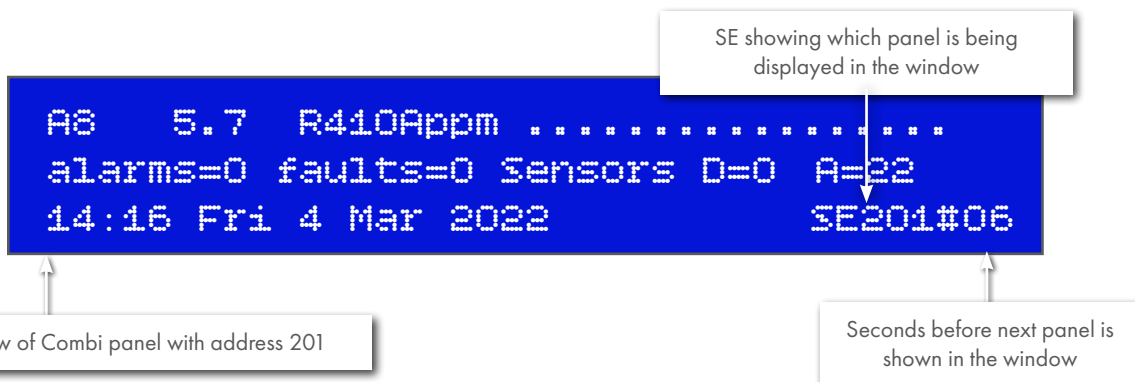 SE showing which panel is being
displayed in the window
A8 5.7 R410Appm .................
alarms=0 faults=0 Sensors D=0 A=22
14:16 Fri 4 Mar 2022 SE201#06
of Combi panel with address 201
Seconds before next panel is
shown in the window